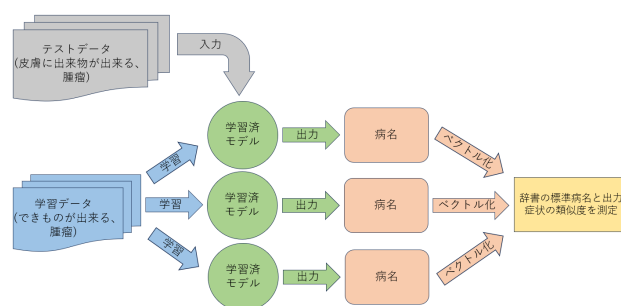 テストデータ
(皮膚に出来物が出来る、
腫瘤)
入力
学習済
モデル
出力
病名
ベクトル化
学習
学習データ
(できものが出来る、
腫瘤)
学習
学習済
モデル
出力
病名
ベクトル化
辞書の標準病名と出力
症状の類似度を測定
学習
学習済
モデル
出力
病名
ベクトル化